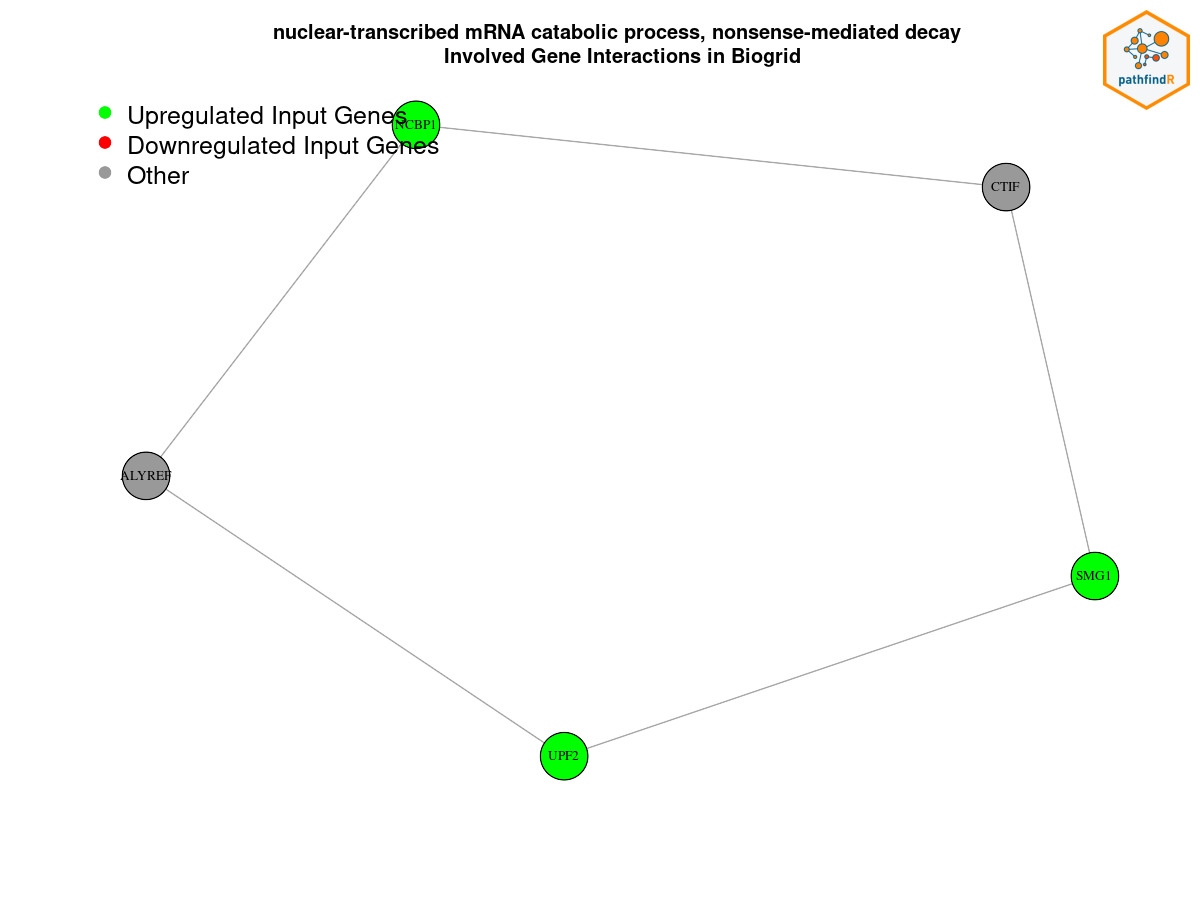 nuclear-transcribed mRNA catabolic process, nonsense-mediated decay
Involved Gene Interactions in Biogrid
pathfindR
Upregulated Input Genes
Downregulated Input Genes
Other
NCBP1
CTIF
ALYREF
SMG1
UPF2